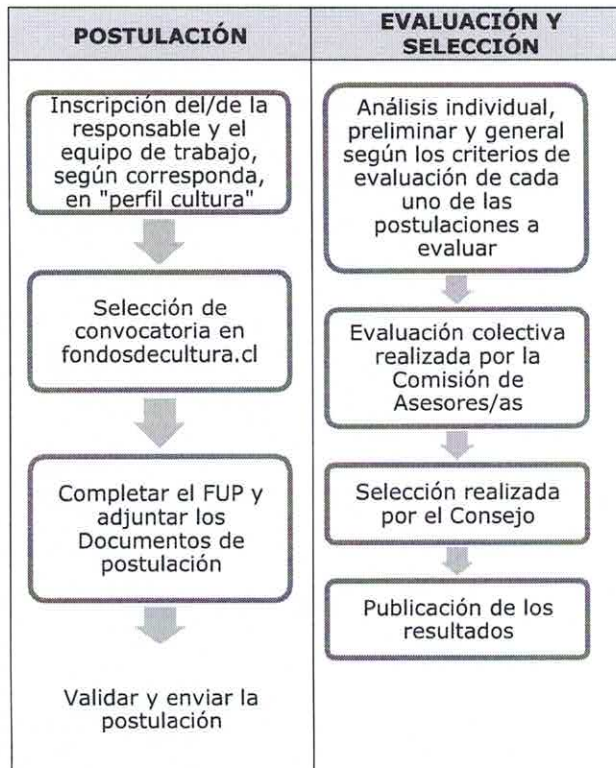 POSTULACIÓN
Inscripción del/de la
responsable y el
equipo de trabajo,
según corresponda,
en "perfil cultura"
Selección de
convocatoria en
fondosdecultura.cl
Completar el FUP y
adjuntar los
Documentos de
postulación
Validar y enviar la
postulación
EVALUACIÓN Y
SELECCIÓN
Análisis individual,
preliminar y general
según los criterios de
evaluación de cada
uno de las
postulaciones a
evaluar
Evaluación colectiva
realizada por la
Comisión de
Asesores/as
Selección realizada
por el Consejo
Publicación de los
resultados